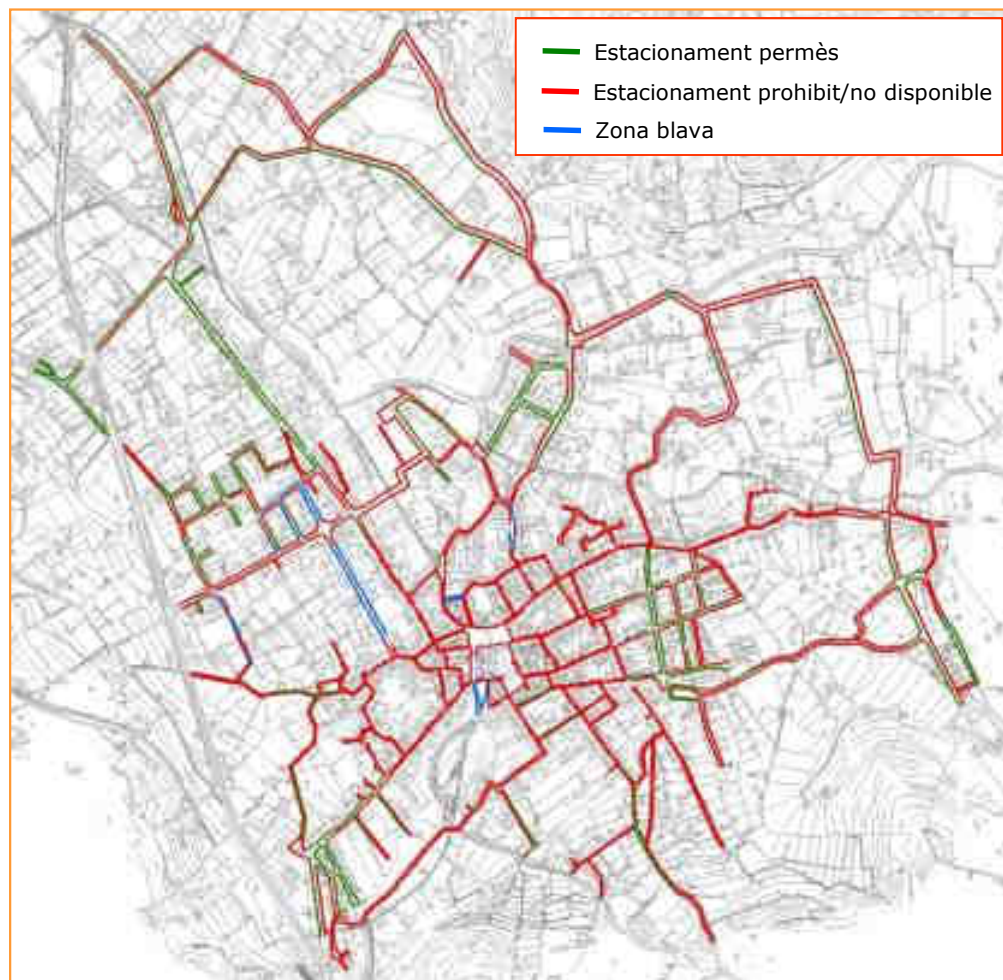 Estacionament permès
Estacionament prohibit/no disponible
Zona blava